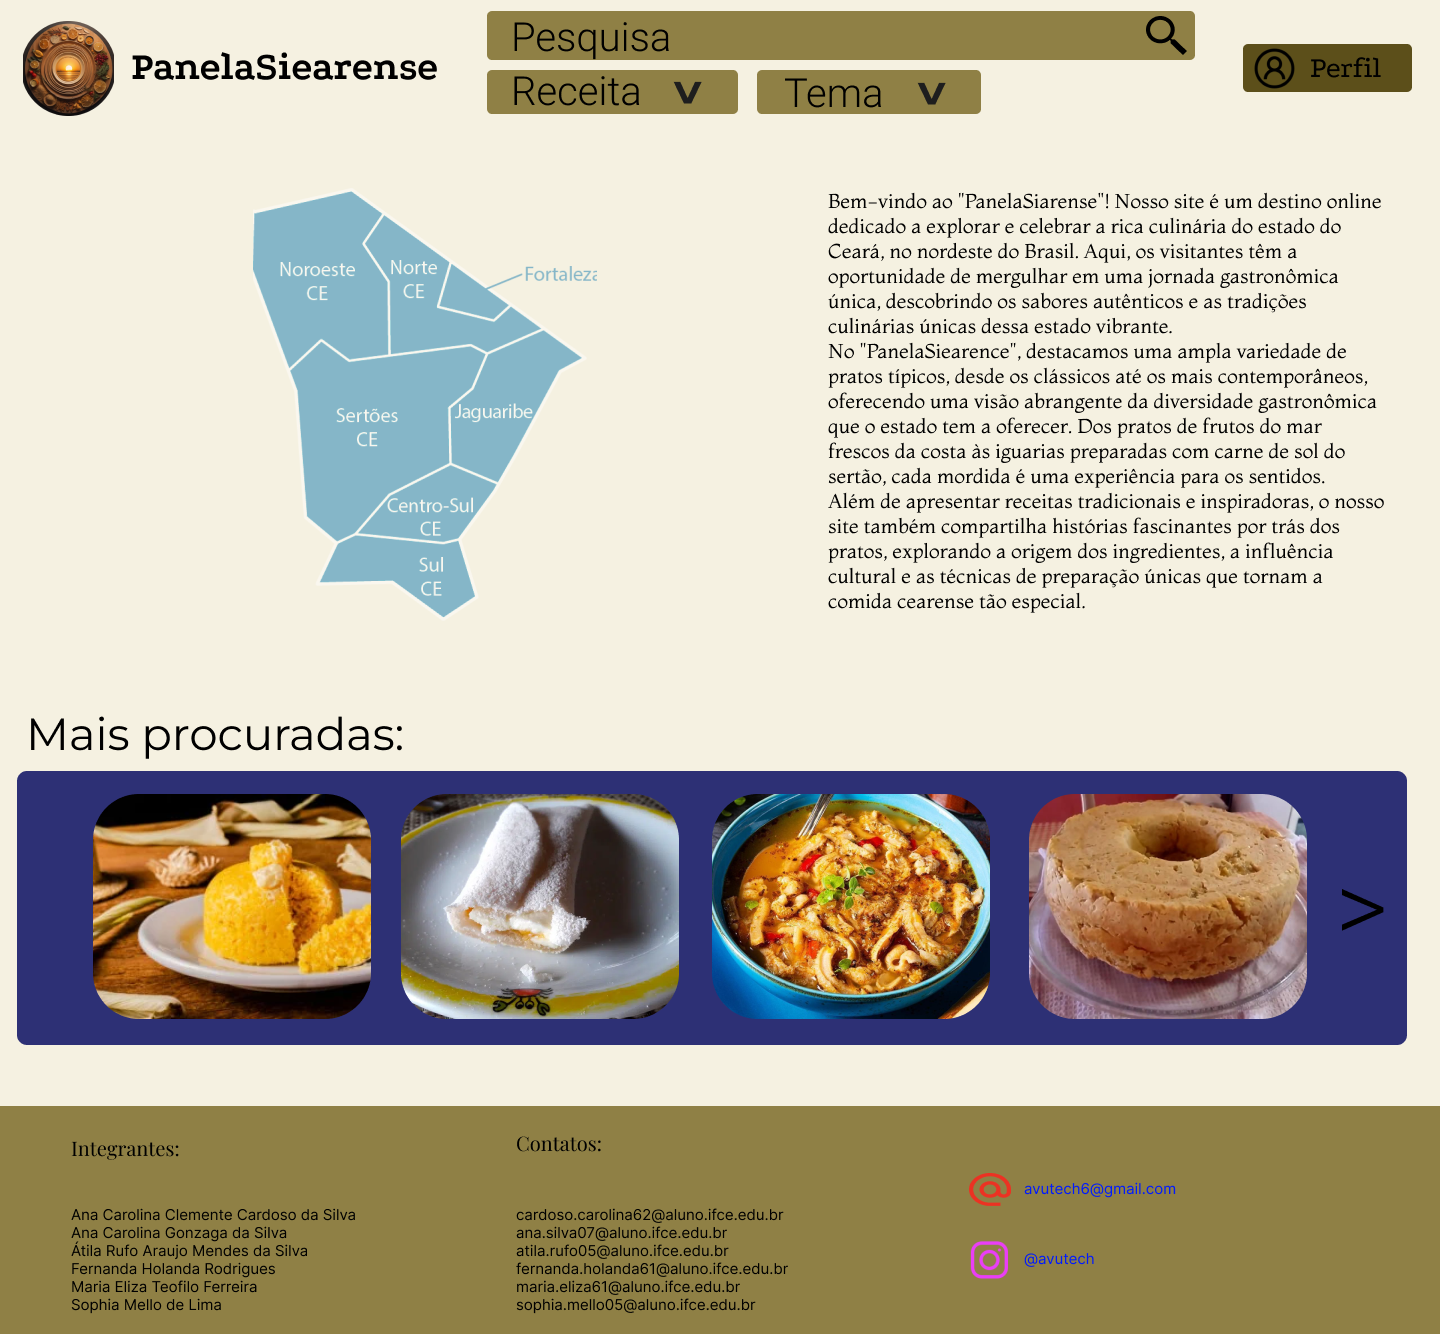 PanelaSiearense
Pesquisa
Receita V
Tema V
Perfil
Noroeste
CE
Norte
CE
Fortaleza
Sertões
CE
Jaguaribe
Centro-Sul
CE
Sul
CE
Bem-vindo ao "PanelaSiarense"! Nosso site é um destino online
dedicado a explorar e celebrar a rica culinária do estado do
Ceará, no nordeste do Brasil. Aqui, os visitantes têm a
oportunidade de mergulhar em uma jornada gastronômica
única, descobrindo os sabores autênticos e as tradições
culinárias únicas dessa estado vibrante.
No "PanelaSiearence", destacamos uma ampla variedade de
pratos típicos, desde os clássicos até os mais contemporâneos,
oferecendo uma visão abrangente da diversidade gastronômica
que o estado tem a oferecer. Dos pratos de frutos do mar
frescos da costa às iguarias preparadas com carne de sol do
sertão, cada mordida é uma experiência para os sentidos.
Além de apresentar receitas tradicionais e inspiradoras, o nosso
site também compartilha histórias fascinantes por trás dos
pratos, explorando a origem dos ingredientes, a influência
cultural e as técnicas de preparação únicas que tornam a
comida cearense tão especial.
Mais procuradas:
>
Integrantes:
Ana Carolina Clemente Cardoso da Silva
Ana Carolina Gonzaga da Silva
Átila Rufo Araujo Mendes da Silva
Fernanda Holanda Rodrigues
Maria Eliza Teofilo Ferreira
Sophia Mello de Lima
Contatos:
cardoso.carolina62@aluno.ifce.edu.br
ana.silva07@aluno.ifce.edu.br
atila.rufo05@aluno.ifce.edu.br
fernanda.holanda61@aluno.ifce.edu.br
maria.eliza61@aluno.ifce.edu.br
sophia.mello05@aluno.ifce.edu.br
@ avutech6@gmail.com
@avutech